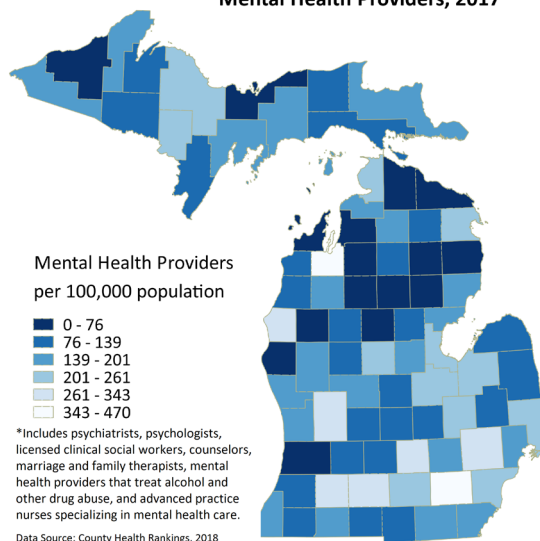 Mental Health Providers, 2017
Mental Health Providers
per 100,000 population
0 - 76
76 - 139
139 - 201
201 - 261
261 - 343
343 - 470
*Includes psychiatrists, psychologists,
licensed clinical social workers, counselors,
marriage and family therapists, mental
health providers that treat alcohol and
other drug abuse, and advanced practice
nurses specializing in mental health care.
Data Source: County Health Rankings, 2018